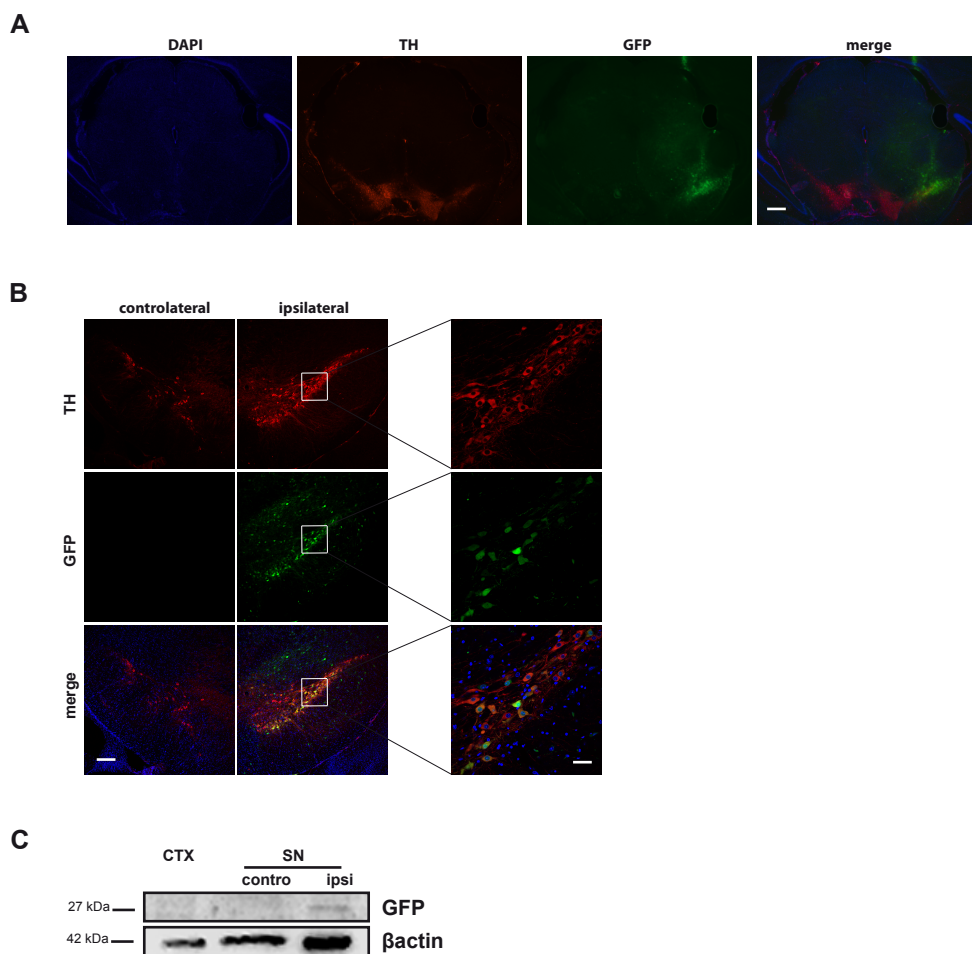 A
DAPI TH GFP merge
B
controlateral ipsilateral
TH
GFP
merge
C
CTX SN
contro ipsi
27 kDa GFP
42 kDa βactin